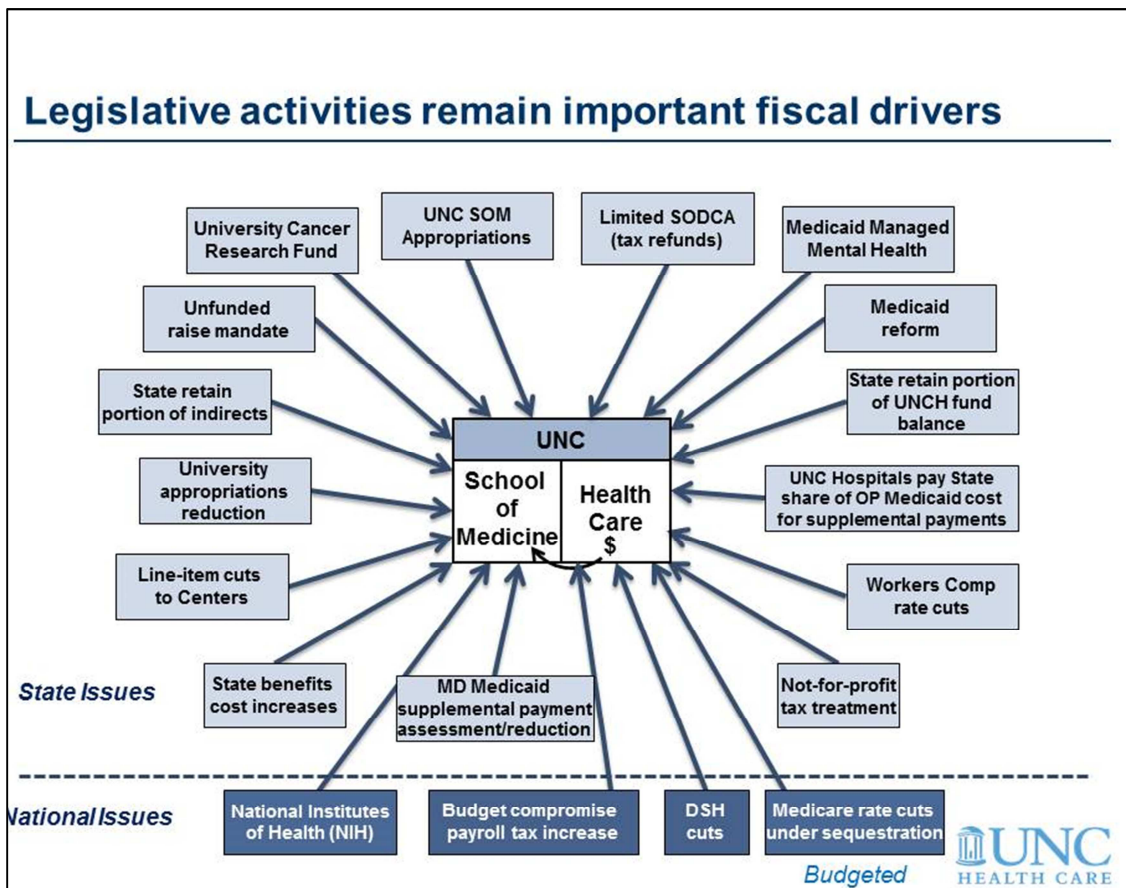 Legislative activities remain important fiscal drivers
University Cancer
Research Fund
UNC SOM
Appropriations
Limited SODCA
(tax refunds)
Medicaid Managed
Mental Health
Unfunded
raise mandate
Medicaid
reform
State retain
portion of indirects
State retain portion
of UNCH fund
balance
UNC
School
of
Medicine
Health
Care
$
University
appropriations
reduction
UNC Hospitals pay State
share of OP Medicaid cost
for supplemental payments
Line-item cuts
to Centers
Workers Comp
rate cuts
State Issues
State benefits
cost increases
MD Medicaid
supplemental payment
assessment/reduction
Not-for-profit
tax treatment
National Issues
National Institutes
of Health (NIH)
Budget compromise
payroll tax increase
DSH
cuts
Medicare rate cuts
under sequestration
Budgeted
UNC
HEALTH CARE